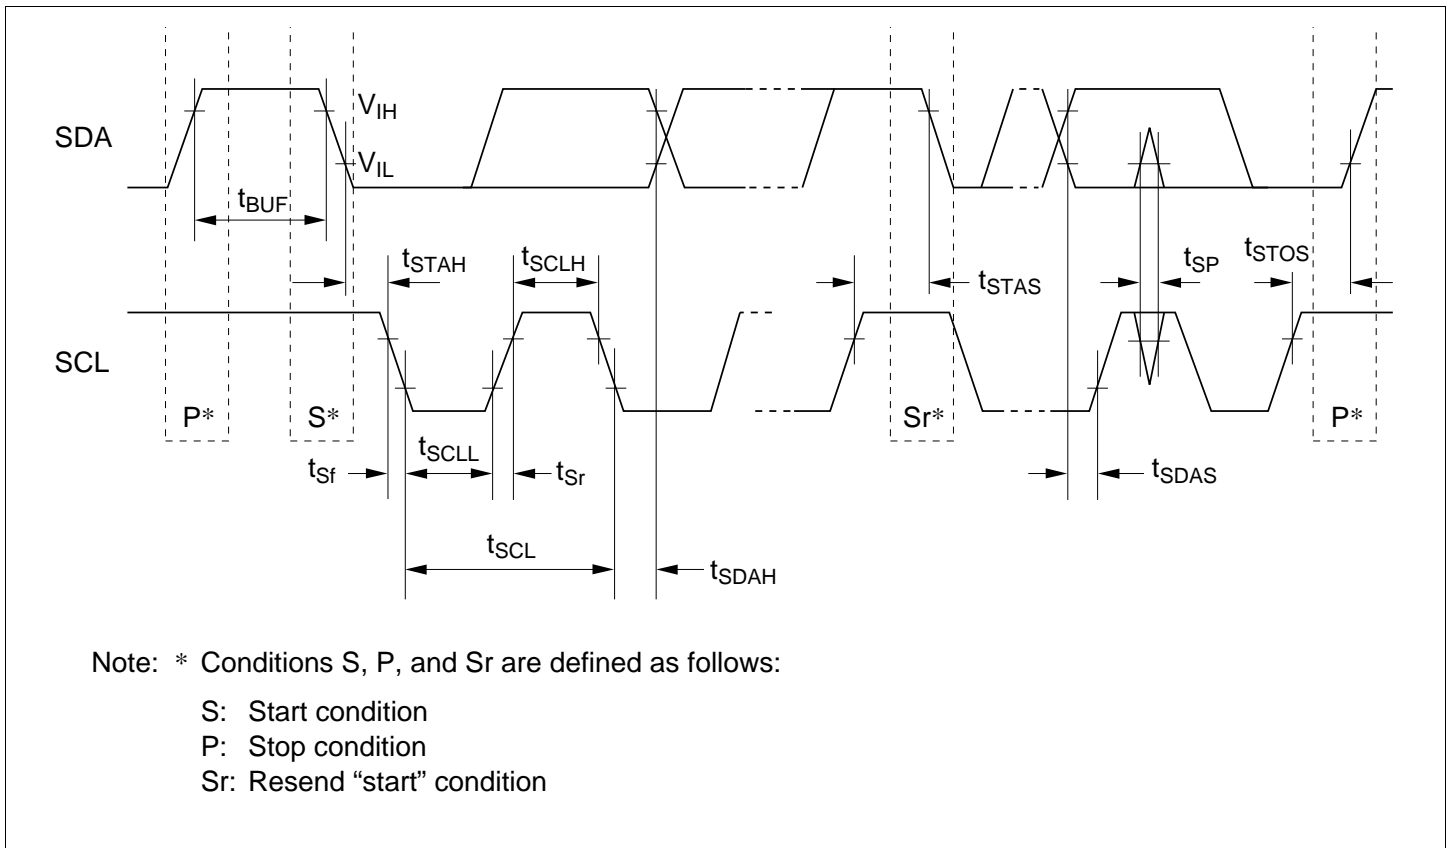 V_IH
SDA
V_IL
t_BUF
t_STAH
t_SCLH
t_STAS
t_SP
t_STOS
SCL
P*
S*
Sr*
P*
t_SCLL
t_Sf
t_Sr
t_SDAS
t_SCL
t_SDAH
Note: * Conditions S, P, and Sr are defined as follows:
S: Start condition
P: Stop condition
Sr: Resend “start” condition